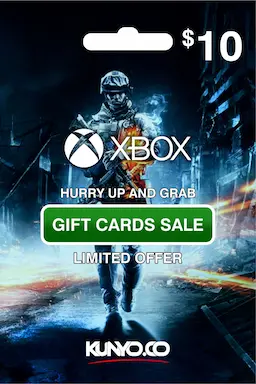 $10
XBOX
HURRY UP AND GRAB
GIFT CARDS SALE
LIMITED OFFER
KUNYO.CO